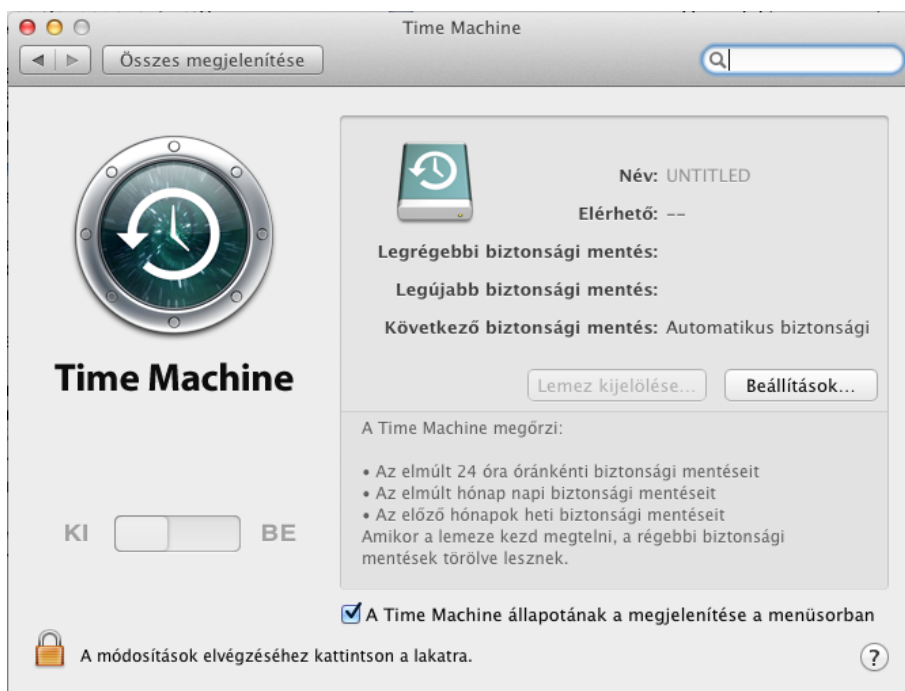 Time Machine
Összes megjelenítése
Név: UNTITLED
Elérhető: --
Legrégebbi biztonsági mentés:
Legújabb biztonsági mentés:
Következő biztonsági mentés: Automatikus biztonsági
Time Machine
Lemez kijelölése... Beállítások...
A Time Machine megőrzi:
• Az elmúlt 24 óra óránkénti biztonsági mentéseit
• Az elmúlt hónap napi biztonsági mentéseit
• Az előző hónapok heti biztonsági mentéseit
Amikor a lemeze kezd megtelni, a régebbi biztonsági
mentések törölve lesznek.
KI BE
A Time Machine állapotának a megjelenítése a menüsorban
A módosítások elvégzéséhez kattintson a lakatra. ?